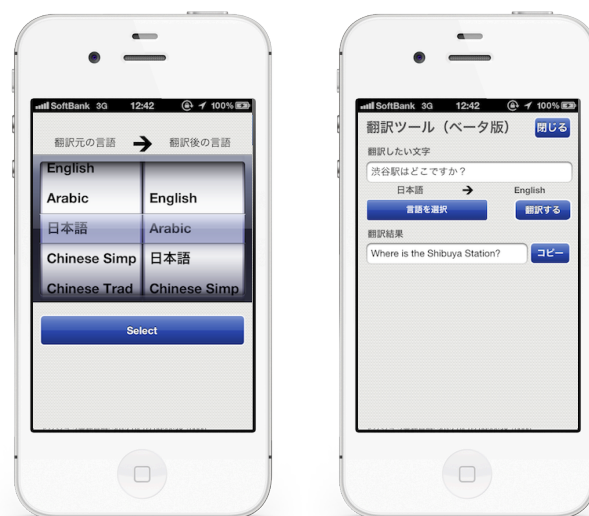 SoftBank 3G 12:42 100%
翻訳元の言語 ➔ 翻訳後の言語
English
Arabic English
日本語 Arabic
Chinese Simp 日本語
Chinese Trad Chinese Simp
Select
SoftBank 3G 12:42 100%
翻訳ツール（ベータ版） 閉じる
翻訳したい文字
渋谷駅はどこですか？
日本語 ➔ English
言語を選択 翻訳する
翻訳結果
Where is the Shibuya Station? コピー